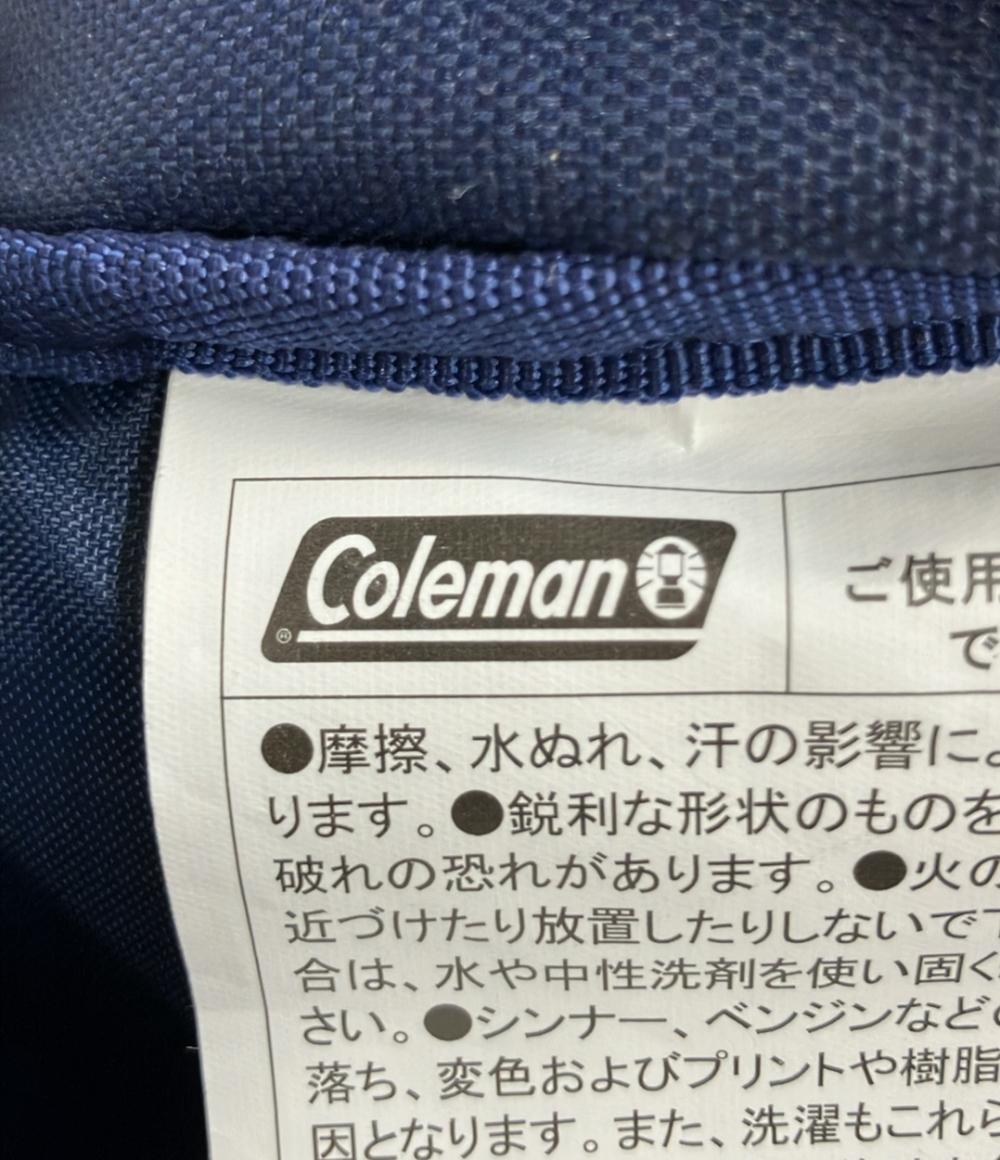 Coleman
®
ご使用
で
●摩擦、水ぬれ、汗の影響によ
ります。●鋭利な形状のものを
破れの恐れがあります。●火の
近づけたり放置したりしないで下
合は、水や中性洗剤を使い固く
さい。●シンナー、ベンジンなどの
落ち、変色およびプリントや樹脂
因となります。また、洗濯もこれら